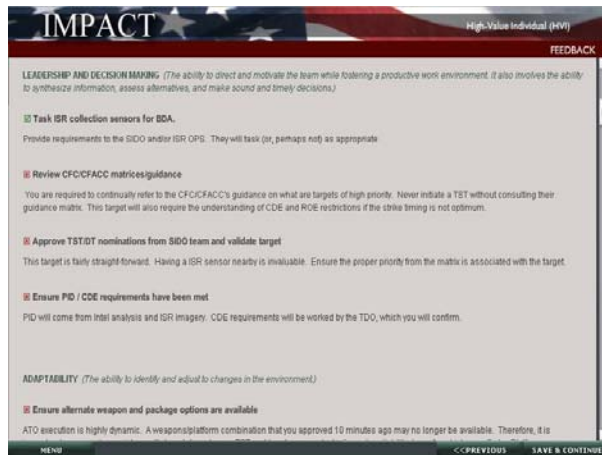 IMPACT
High-Value Individual (HVI)
FEEDBACK
LEADERSHIP AND DECISION MAKING (The ability to direct and motivate the team while fostering a productive work environment. It also involves the ability
to synthesize information, assess alternatives, and make sound and timely decisions.)
Task ISR collection sensors for BDA.
Provide requirements to the SIDO and/or ISR OPS. They will task (or, perhaps not) as appropriate
Review CFC/CFACC matrices/guidance
You are required to continually refer to the CFC/CFACC's guidance on what are targets of high priority. Never initiate a TST without consulting their
guidance matrix. This target will also require the understanding of CDE and ROE restrictions if the strike timing is not optimum.
Approve TST/DT nominations from SIDO team and validate target
This target is fairly straight-forward. Having a ISR sensor nearby is invaluable. Ensure the proper priority from the matrix is associated with the target.
Ensure PID / CDE requirements have been met
PID will come from Intel analysis and ISR imagery. CDE requirements will be worked by the TDO, which you will confirm.
ADAPTABILITY (The ability to identify and adjust to changes in the environment.)
Ensure alternate weapon and package options are available
ATO execution is highly dynamic. A weapons/platform combination that you approved 10 minutes ago may no longer be available. Therefore, it is
MENU
<<PREVIOUS
SAVE & CONTINUE